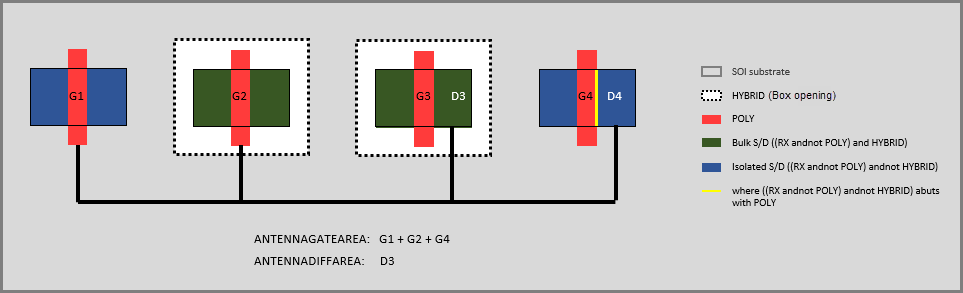 G1
G2
G3
D3
G4
D4
SOI substrate
HYBRID (Box opening)
POLY
Bulk S/D ((RX andnot POLY) and HYBRID)
Isolated S/D ((RX andnot POLY) andnot HYBRID)
where ((RX andnot POLY) andnot HYBRID) abuts
with POLY
ANTENNAGATEAREA: G1 + G2 + G4
ANTENNADIFFAREA: D3